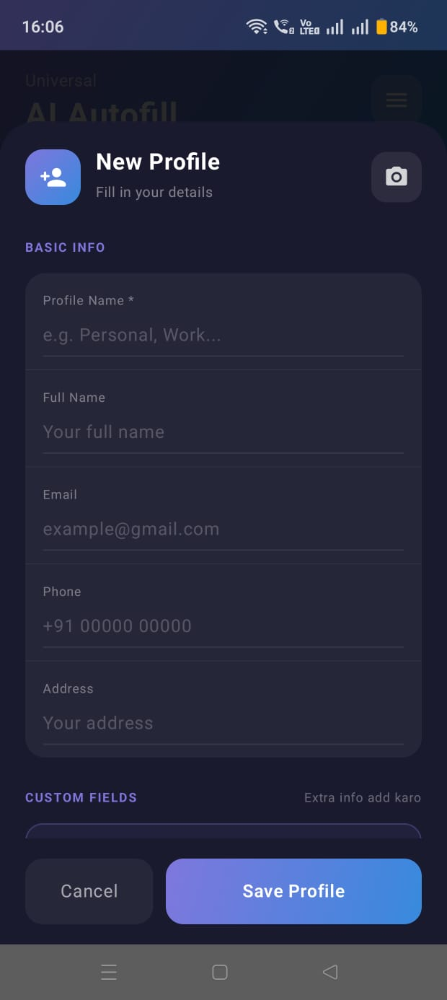 16:06
Vo
LTE
84%
Universal
AI Autofill
New Profile
Fill in your details
BASIC INFO
Profile Name *
e.g. Personal, Work...
Full Name
Your full name
Email
example@gmail.com
Phone
+91 00000 00000
Address
Your address
CUSTOM FIELDS
Extra info add karo
Cancel
Save Profile